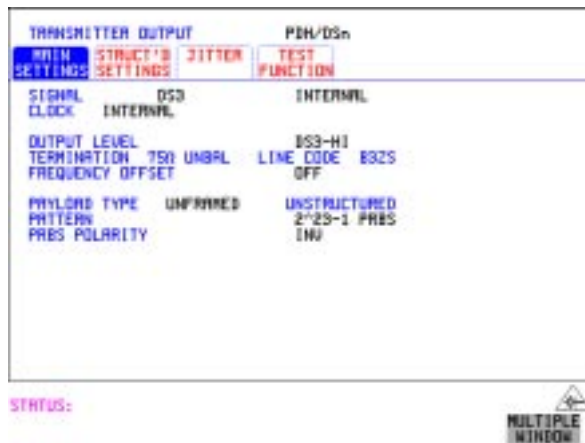 TRANSMITTER OUTPUT PDH/DSn
MAIN SETTINGS STRUCT'D SETTINGS JITTER TEST FUNCTION
SIGNAL DS3 INTERNAL
CLOCK INTERNAL
OUTPUT LEVEL DS3-HI
TERMINATION 75Ω UNBAL LINE CODE B3ZS
FREQUENCY OFFSET OFF
PAYLOAD TYPE UNFRAMED UNSTRUCTURED
PATTERN 2^23-1 PRBS
PRBS POLARITY INV
STATUS:
MULTIPLE
WINDOW